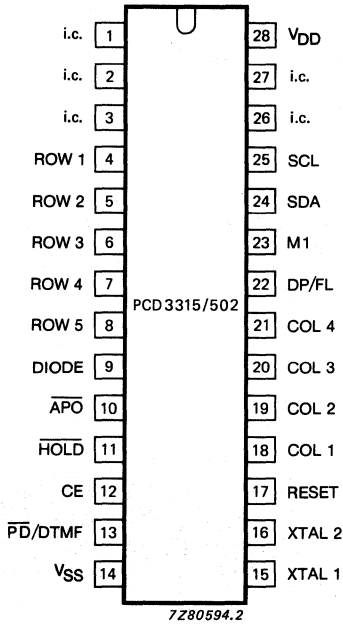 i.c. 1 28 VDD
i.c. 2 27 i.c.
i.c. 3 26 i.c.
ROW 1 4 25 SCL
ROW 2 5 24 SDA
ROW 3 6 23 M1
ROW 4 7 22 DP/FL
PCD3315/502
ROW 5 8 21 COL 4
DIODE 9 20 COL 3
A̅P̅O̅ 10 19 COL 2
H̅O̅L̅D̅ 11 18 COL 1
CE 12 17 RESET
P̅D̅/DTMF 13 16 XTAL 2
VSS 14 15 XTAL 1
7Z80594.2